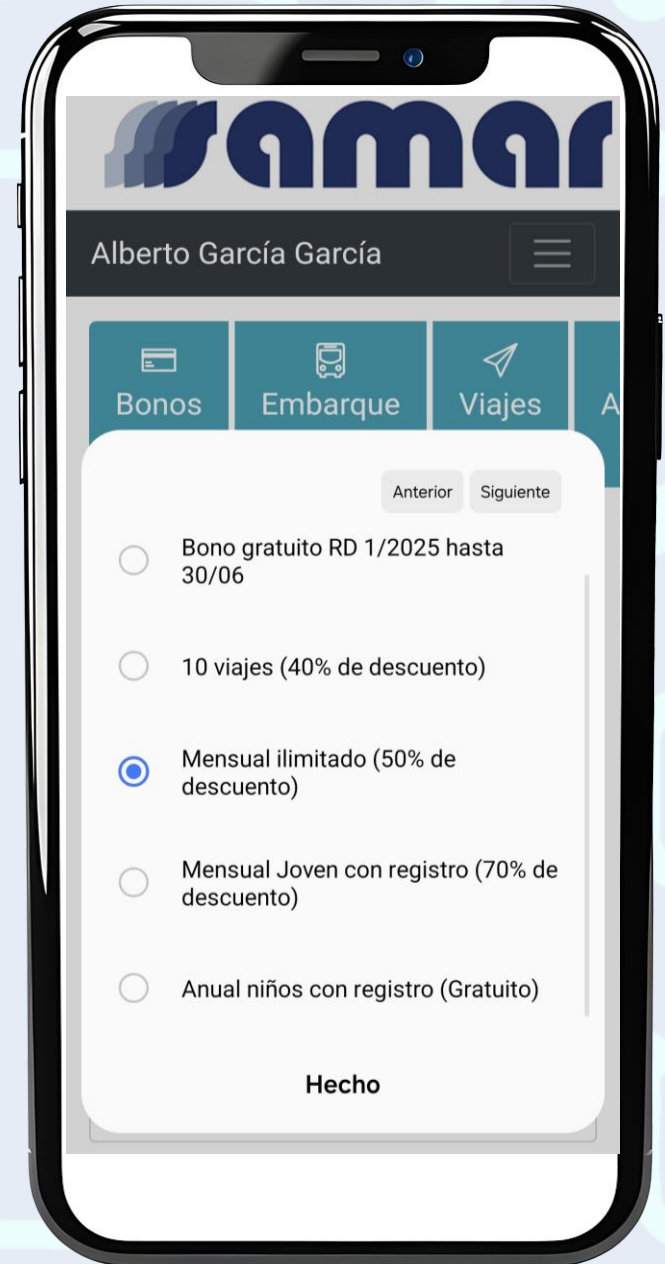 samar
Alberto García García
Bonos
Embarque
Viajes
A
Anterior
Siguiente
Bono gratuito RD 1/2025 hasta
30/06
10 viajes (40% de descuento)
Mensual ilimitado (50% de
descuento)
Mensual Joven con registro (70% de
descuento)
Anual niños con registro (Gratuito)
Hecho